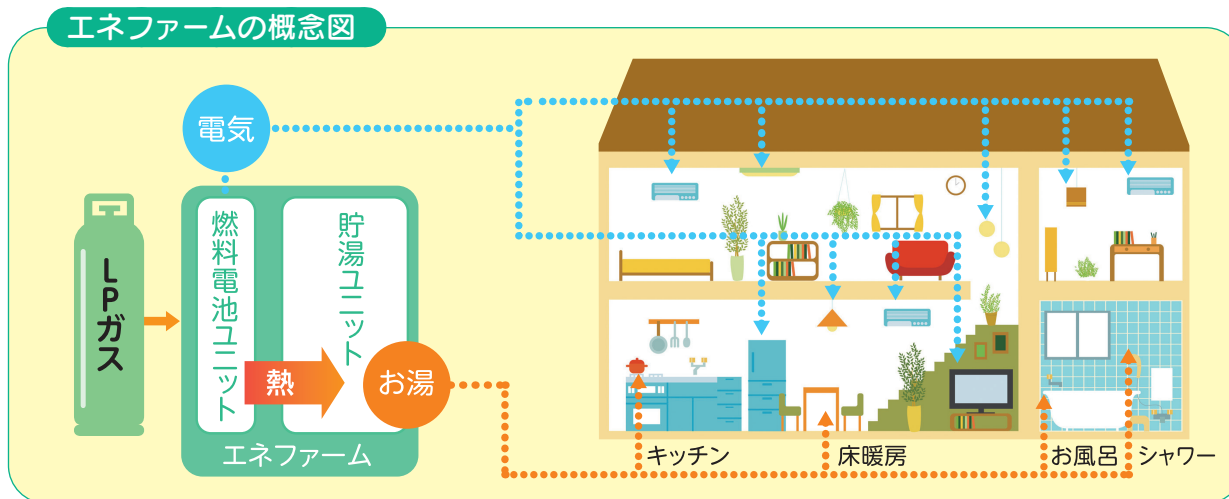 エネファームの概念図
電気
LPガス
燃料電池ユニット
貯湯ユニット
熱
お湯
エネファーム
キッチン
床暖房
お風呂
シャワー